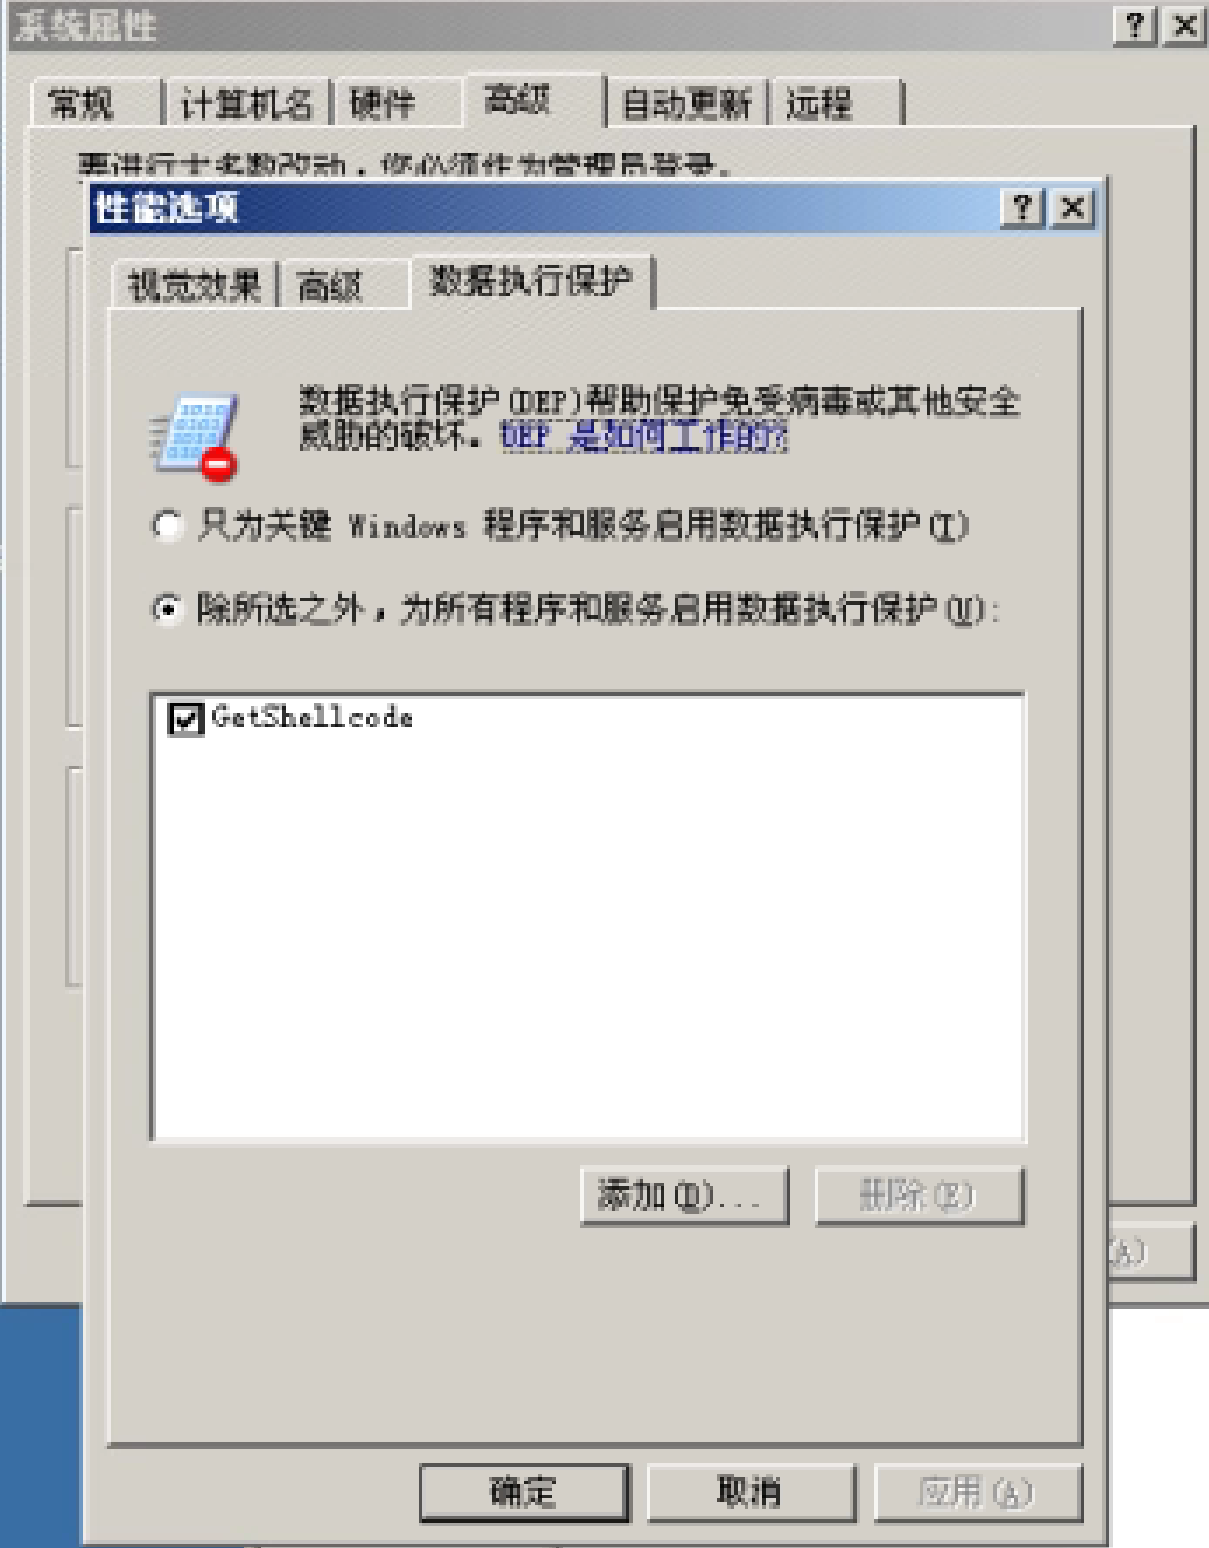 系统属性
常规 计算机名 硬件 高级 自动更新 远程
要进行大多数改动，您必须作为管理员登录。
性能选项
视觉效果 高级 数据执行保护
数据执行保护(DEP)帮助保护免受病毒或其他安全
威胁的破坏。DEP 是如何工作的?
只为关键 Windows 程序和服务启用数据执行保护(T)
除所选之外，为所有程序和服务启用数据执行保护(U):
GetShellcode
添加(D)... 删除(E)
(A)
确定 取消 应用(A)